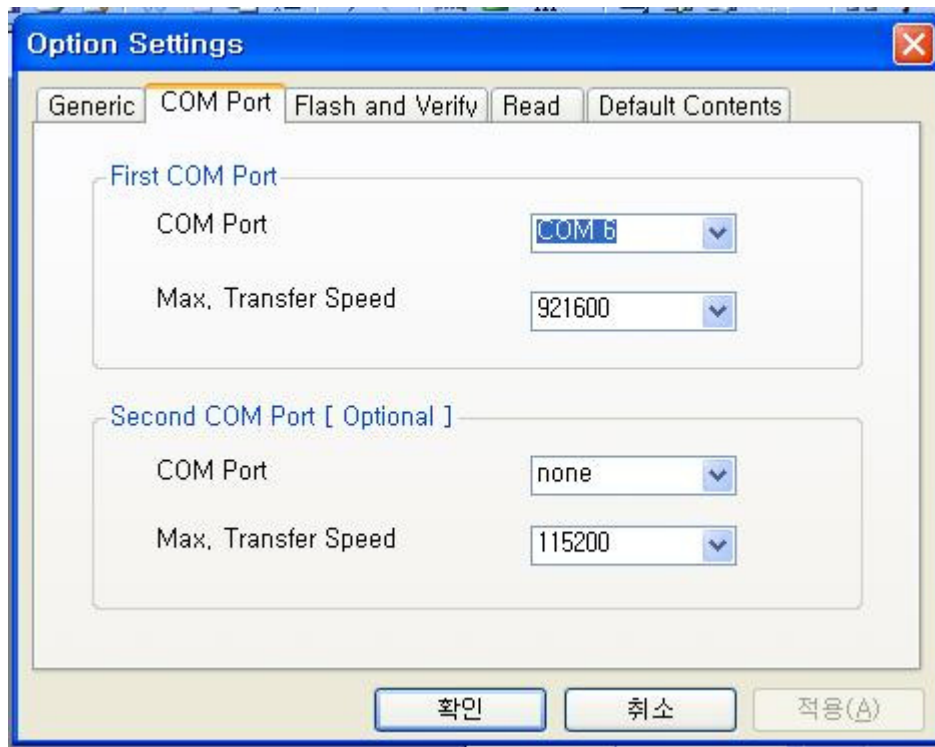 Option Settings
Generic COM Port Flash and Verify Read Default Contents
First COM Port
COM Port COM 6
Max. Transfer Speed 921600
Second COM Port [ Optional ]
COM Port none
Max. Transfer Speed 115200
확인 취소 적용(A)